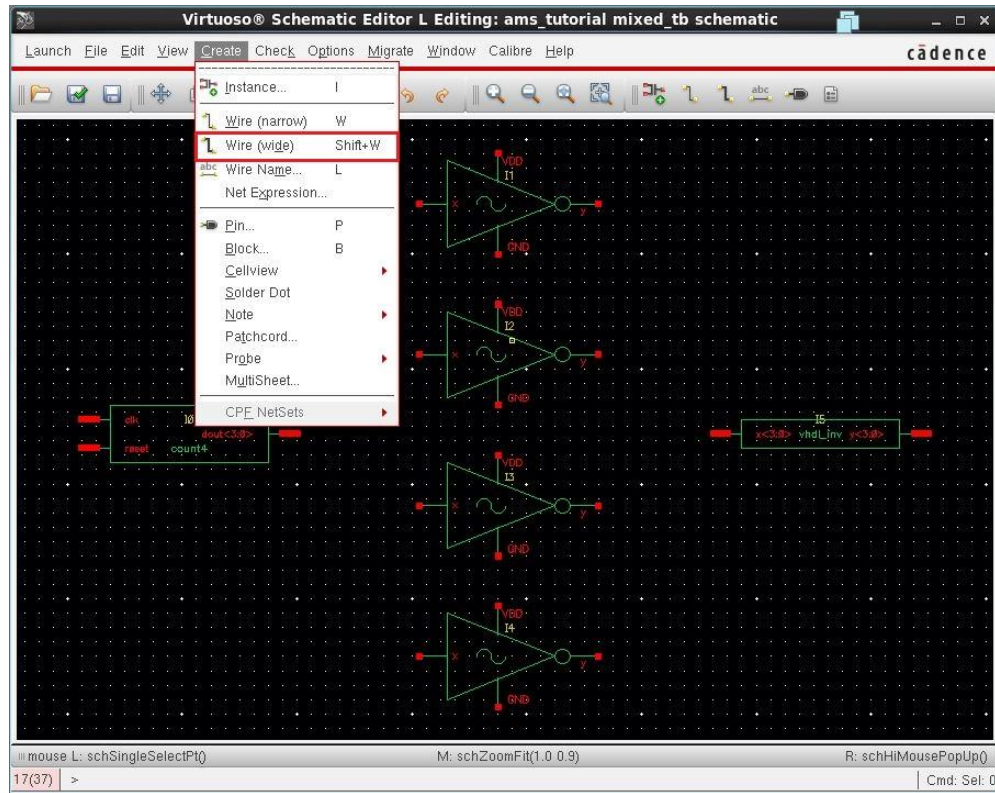 Virtuoso® Schematic Editor L Editing: ams_tutorial mixed_tb schematic
Launch File Edit View Create Check Options Migrate Window Calibre Help
cādence
Instance... I
Wire (narrow) W
Wire (wide) Shift+W
abc Wire Name... L
Net Expression...
Pin... P
Block... B
Cellview
Solder Dot
Note
Patchcord...
Probe
MultiSheet...
CPF NetSets
abc
VDD
I1
x
y
GND
VDD
I2
x
y
GND
clk I0
dout<3:0>
reset count4
I5
x<3:0> vhdl_inv y<3:0>
VDD
I3
x
y
GND
VDD
I4
x
y
GND
mouse L: schSingleSelectPt() M: schZoomFit(1.0 0.9) R: schHiMousePopUp()
17(37) > Cmd: Sel: 0